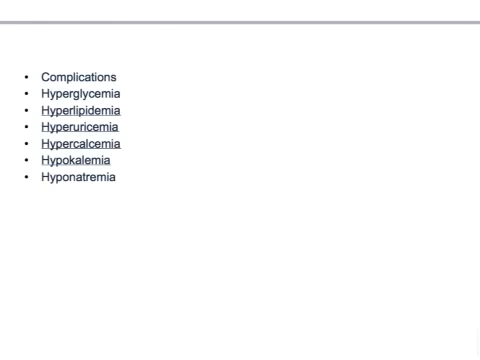 • Complications
• Hyperglycemia
• Hyperlipidemia
• Hyperuricemia
• Hypercalcemia
• Hypokalemia
• Hyponatremia